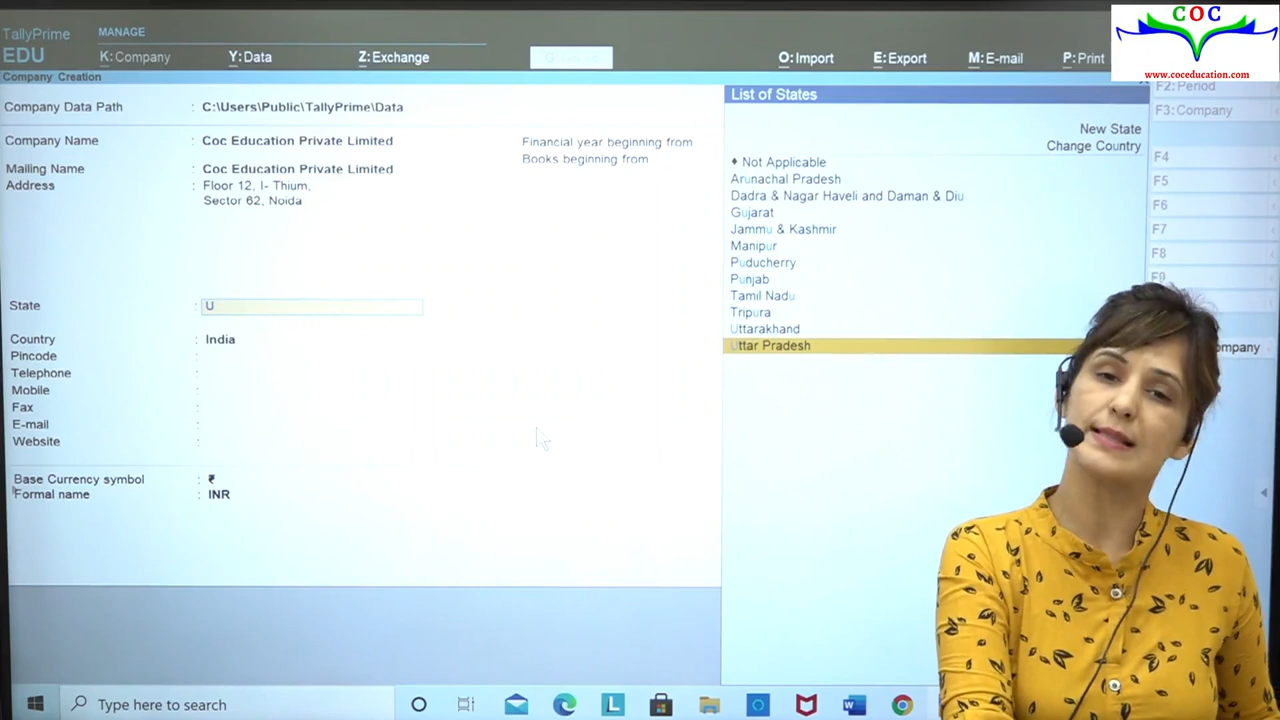 TallyPrime
EDU
MANAGE
K: Company
Y: Data
Z: Exchange
O: Import
E: Export
M: E-mail
P: Print
COC
www.coceducation.com
Company Creation
Company Data Path : C:\Users\Public\TallyPrime\Data
Company Name : Coc Education Private Limited
Mailing Name : Coc Education Private Limited
Address : Floor 12, I- Thium,
Sector 62, Noida
State : U
Country : India
Pincode :
Telephone :
Mobile :
Fax :
E-mail :
Website :
Base Currency symbol : ₹
Formal name : INR
Financial year beginning from
Books beginning from
List of States
New State
Change Country
♦ Not Applicable
Arunachal Pradesh
Dadra & Nagar Haveli and Daman & Diu
Gujarat
Jammu & Kashmir
Manipur
Puducherry
Punjab
Tamil Nadu
Tripura
Uttarakhand
Uttar Pradesh
F2: Period
F3: Company
F4
F5
F6
F7
F8
F9
ompany
Type here to search